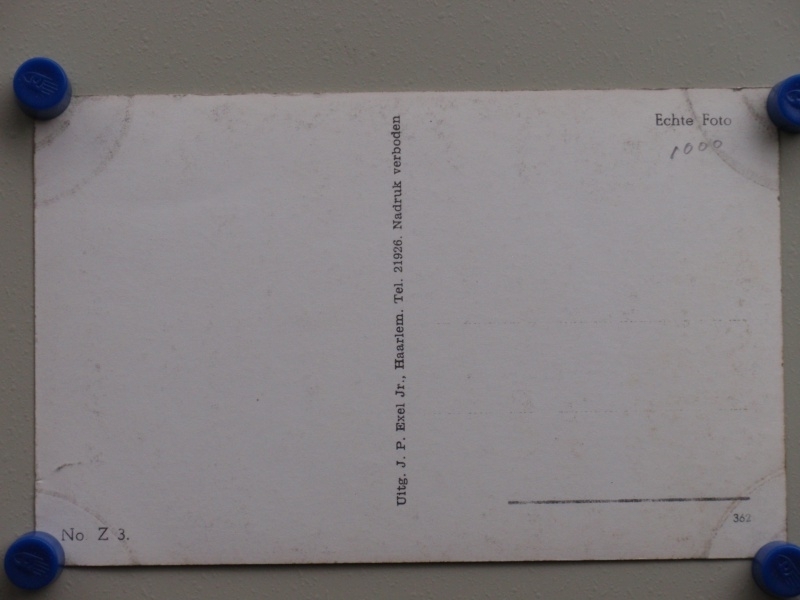 Echte Foto
1000
Uitg. J. P. Exel Jr., Haarlem. Tel. 21926. Nadruk verboden
No Z 3.
362